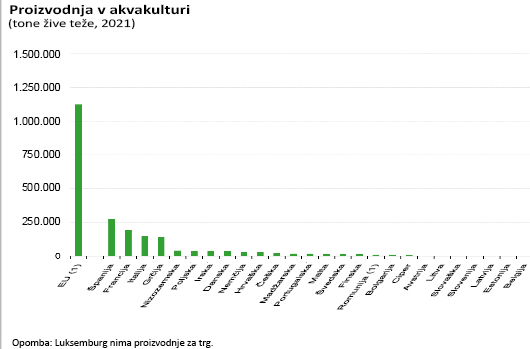 Proizvodnja v akvakulturi
(tone žive teže, 2021)
1.500.000
1.250.000
1.000.000
750.000
500.000
250.000
0
EU (1)
Španija
Francija
Italija
Grčija
Nizozemska
Poljska
Irska
Danska
Nemčija
Hrvaška
Češka
Madžarska
Portugalska
Malta
Švedska
Finska
Romunija (1)
Bolgarija
Ciper
Avstrija
Litva
Slovaška
Slovenija
Latvija
Estonija
Belgija
Opomba: Luksemburg nima proizvodnje za trg.